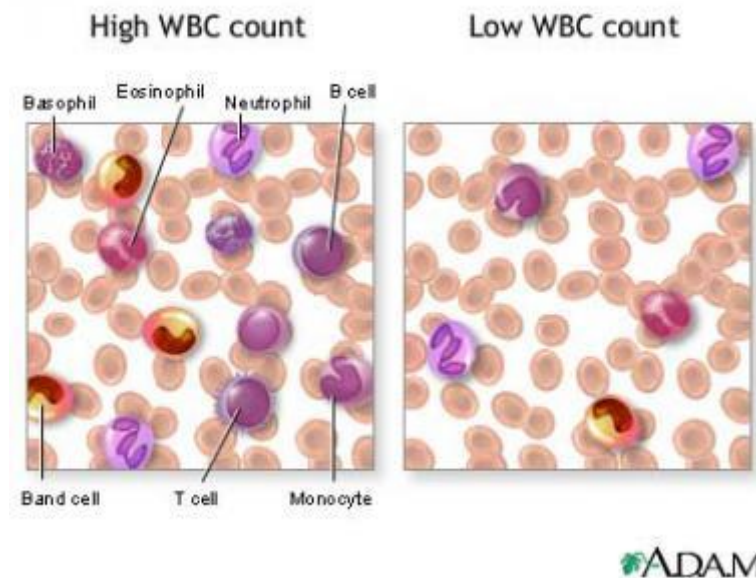 High WBC count
Low WBC count
Basophil Eosinophil Neutrophil B cell
Band cell T cell Monocyte
ADAM